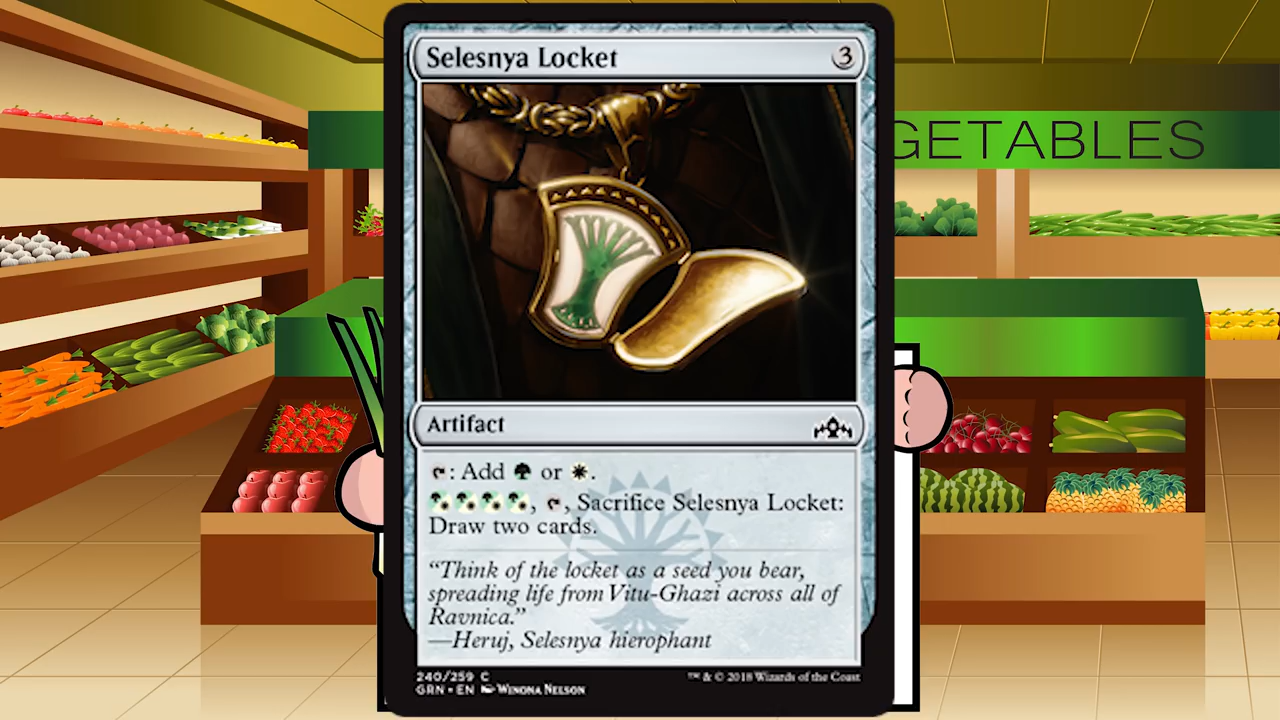 Selesnya Locket 3
GETABLES
Artifact
: Add or .
, , Sacrifice Selesnya Locket:
Draw two cards.
“Think of the locket as a seed you bear,
spreading life from Vitu-Ghazi across all of
Ravnica.”
—Heruj, Selesnya hierophant
240/259 C
GRN • EN Winona Nelson
™ & © 2018 Wizards of the Coast